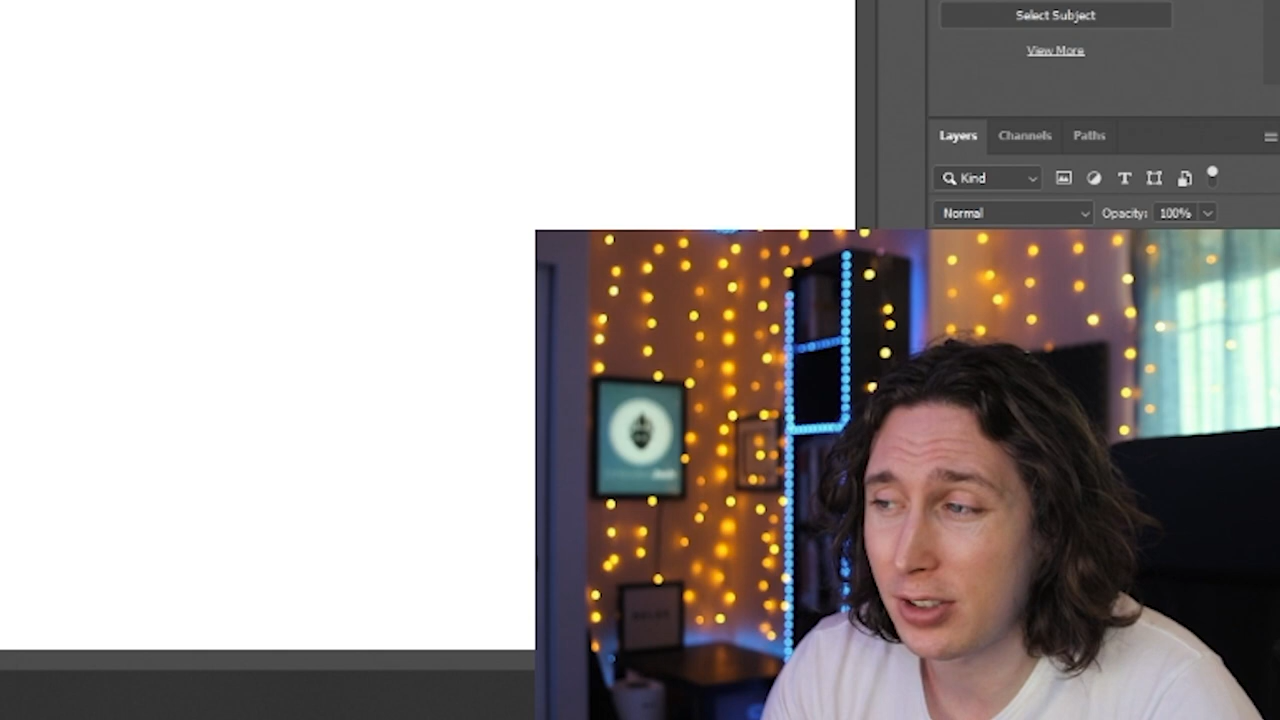 Select Subject
View More
Layers Channels Paths
Kind
Normal Opacity: 100%